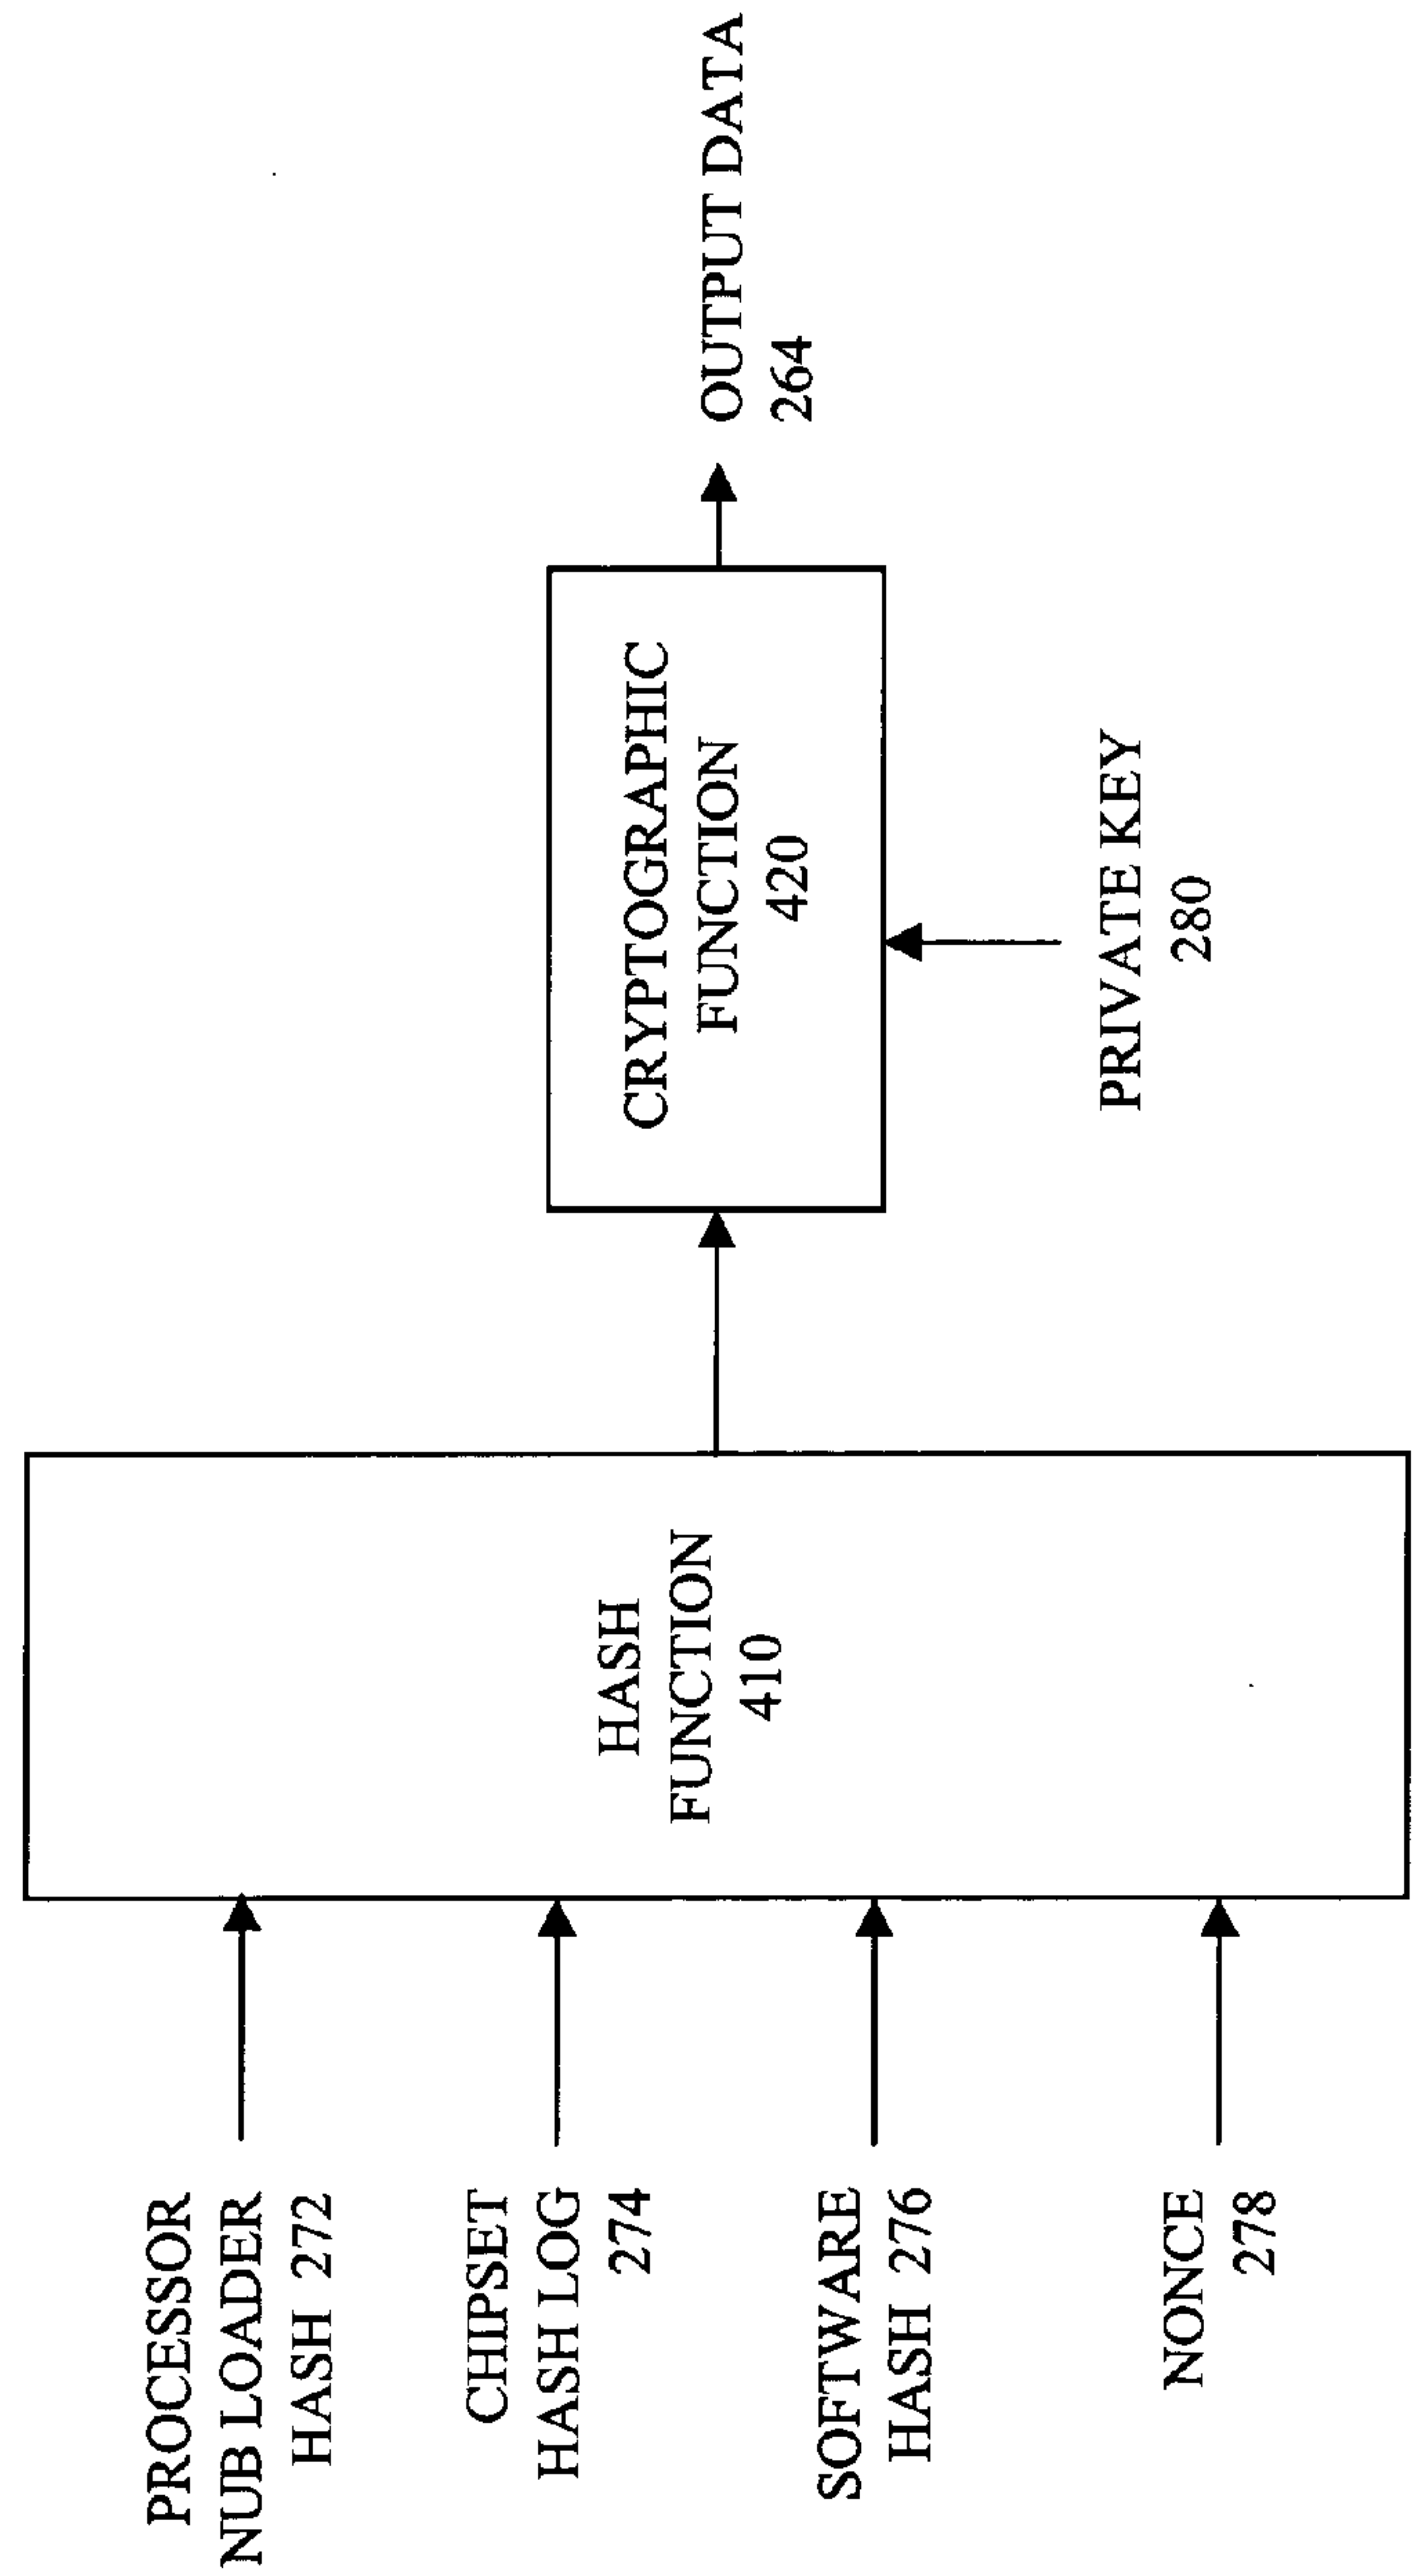 PROCESSOR
NUB LOADER
HASH 272
CHIPSET
HASH LOG
274
SOFTWARE
HASH 276
NONCE
278
HASH
FUNCTION
410
CRYPTOGRAPHIC
FUNCTION
420
PRIVATE KEY
280
OUTPUT DATA
264